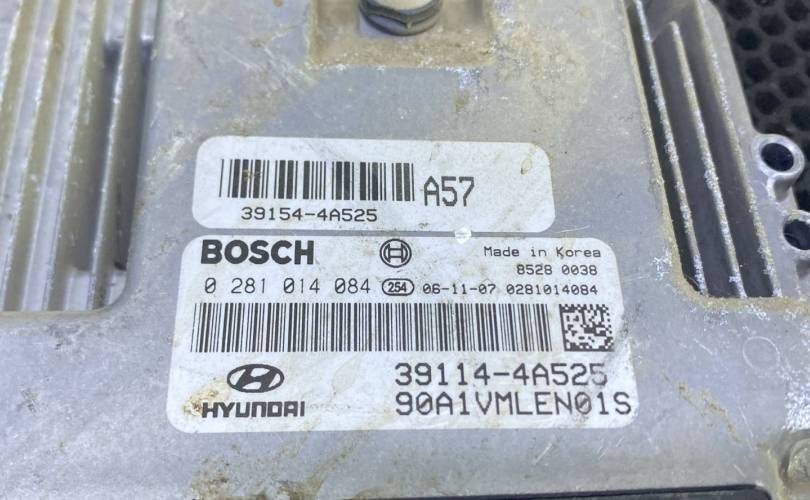 A57
39154-4A525
BOSCH
Made in Korea
8528 0038
0 281 014 084 254 06-11-07 0281014084
39114-4A525
HYUNDAI
90A1VMLEN01S